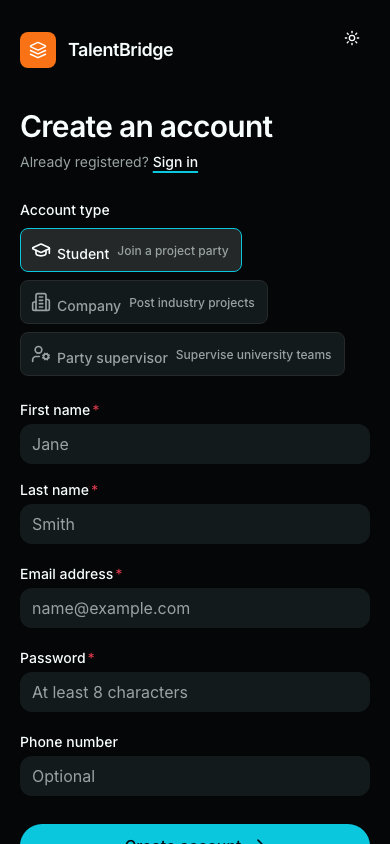 TalentBridge
Create an account
Already registered? Sign in
Account type
Student Join a project party
Company Post industry projects
Party supervisor Supervise university teams
First name*
Jane
Last name*
Smith
Email address*
name@example.com
Password*
At least 8 characters
Phone number
Optional
Create account →